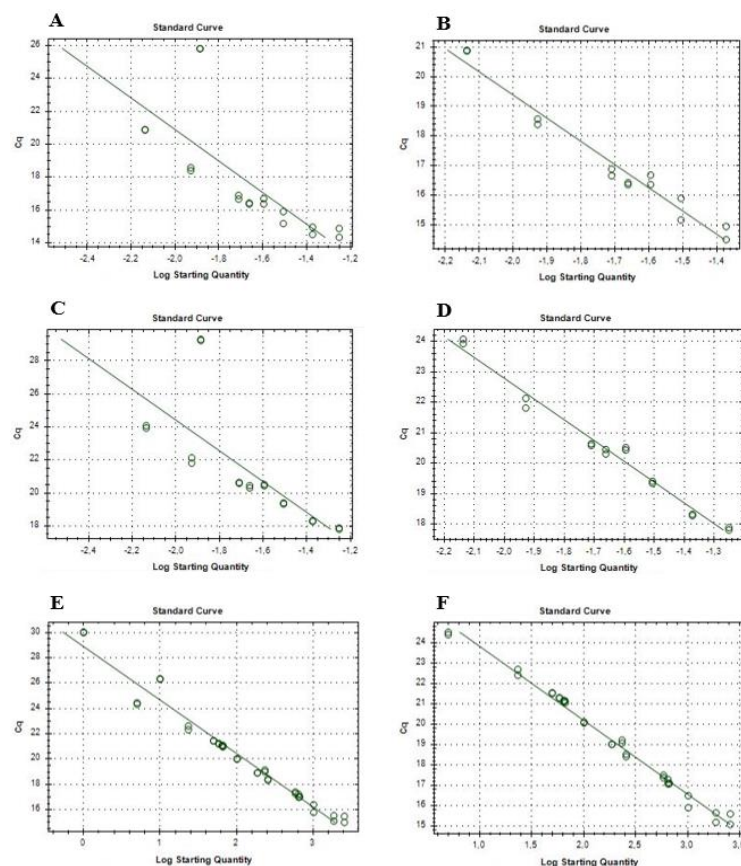 A
Standard Curve
26
24
22
20
18
16
14
Cq
-2,4 -2,2 -2,0 -1,8 -1,6 -1,4 -1,2
Log Starting Quantity
B
Standard Curve
21
20
19
18
17
16
15
Cq
-2,2 -2,1 -2,0 -1,9 -1,8 -1,7 -1,6 -1,5 -1,4
Log Starting Quantity
C
Standard Curve
28
26
24
22
20
18
Cq
-2,4 -2,2 -2,0 -1,8 -1,6 -1,4 -1,2
Log Starting Quantity
D
Standard Curve
24
23
22
21
20
19
18
Cq
-2,2 -2,1 -2,0 -1,9 -1,8 -1,7 -1,6 -1,5 -1,4 -1,3
Log Starting Quantity
E
Standard Curve
30
28
26
24
22
20
18
16
Cq
0 1 2 3
Log Starting Quantity
F
Standard Curve
24
23
22
21
20
19
18
17
16
15
Cq
1,0 1,5 2,0 2,5 3,0 3,5
Log Starting Quantity